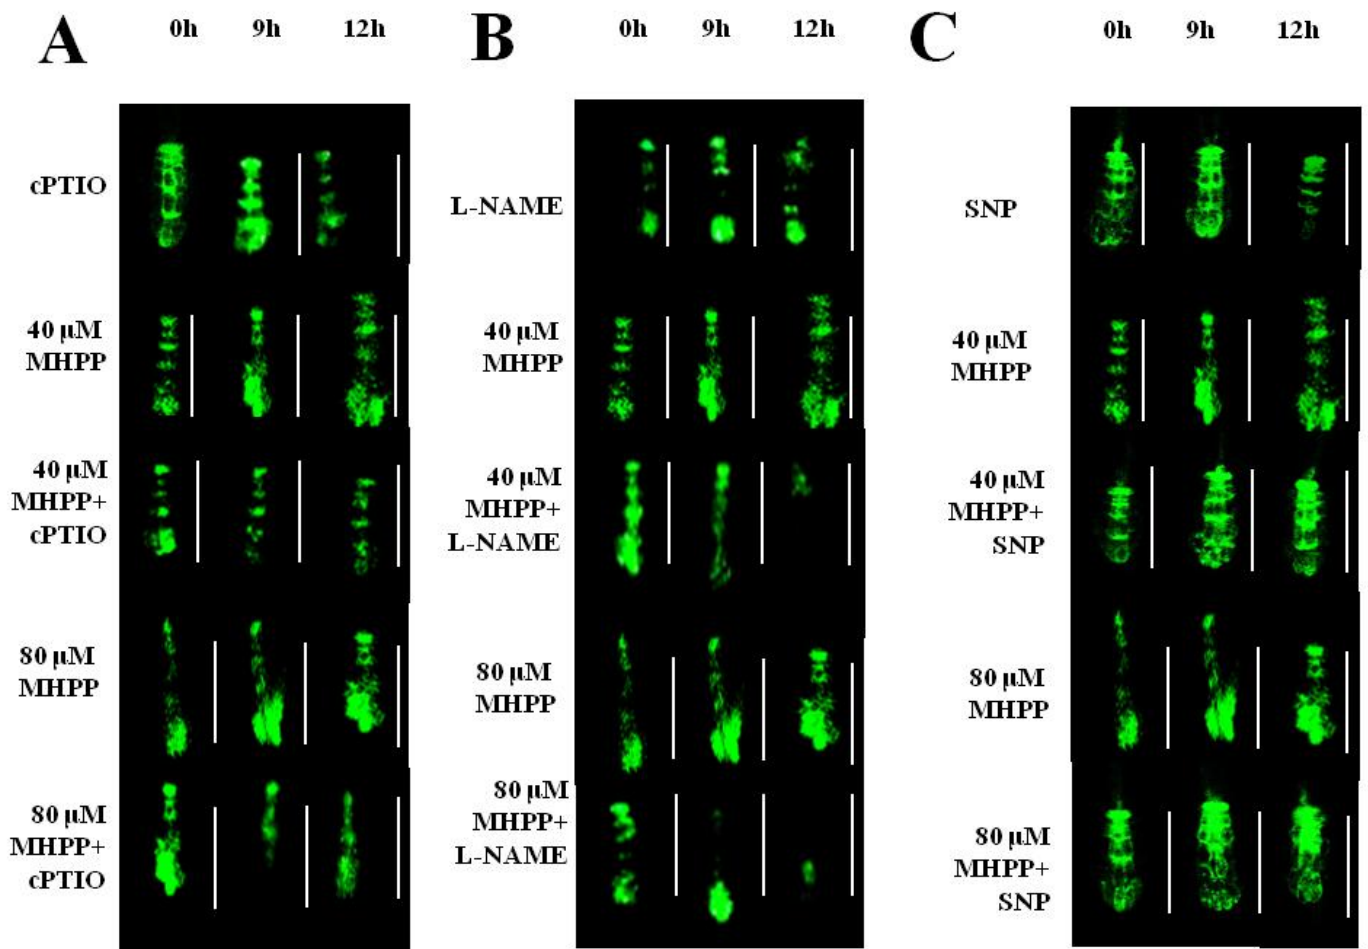 A 0h 9h 12h
cPTIO
40 μM
MHPP
40 μM
MHPP+
cPTIO
80 μM
MHPP
80 μM
MHPP+
cPTIO
B 0h 9h 12h
L-NAME
40 μM
MHPP
40 μM
MHPP+
L-NAME
80 μM
MHPP
80 μM
MHPP+
L-NAME
C 0h 9h 12h
SNP
40 μM
MHPP
40 μM
MHPP+
SNP
80 μM
MHPP
80 μM
MHPP+
SNP